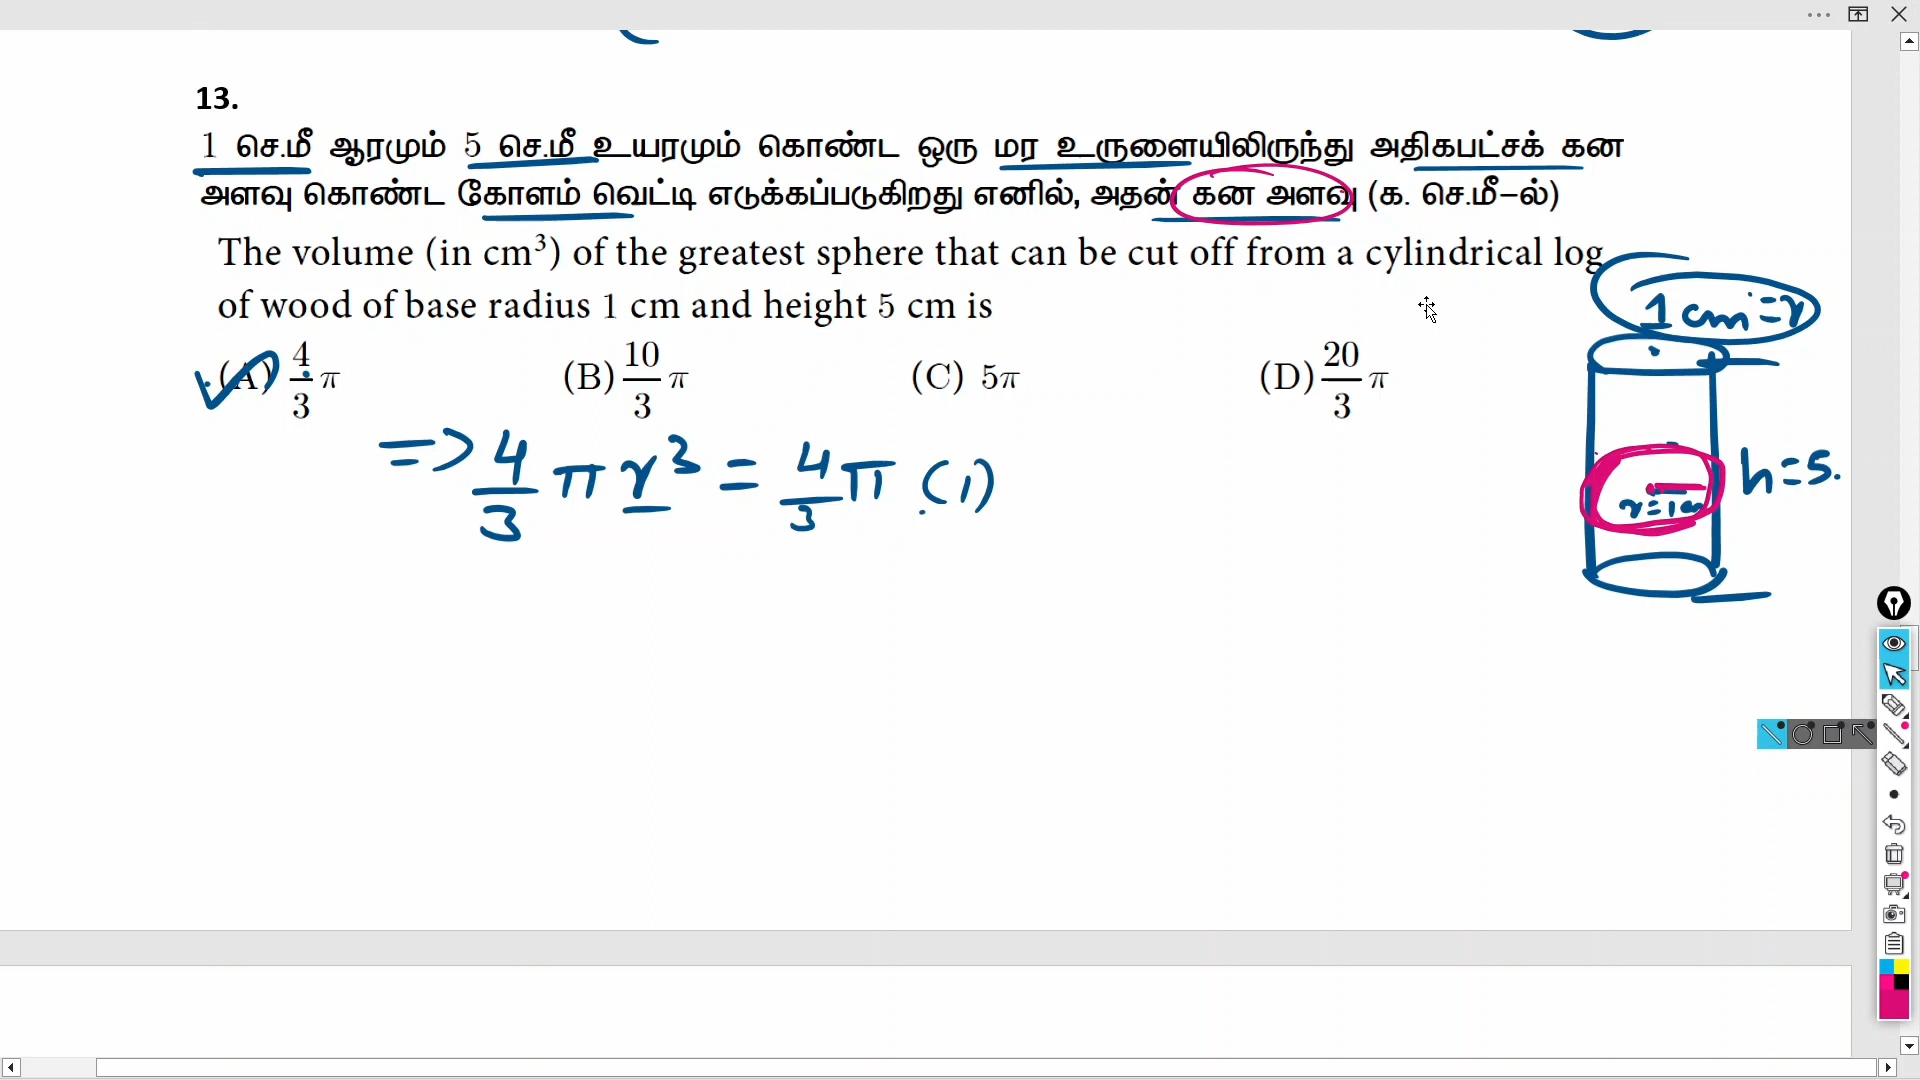 13.
1 செ.மீ ஆரமும் 5 செ.மீ உயரமும் கொண்ட ஒரு மர உருளையிலிருந்து அதிகபட்சக் கன
அளவு கொண்ட கோளம் வெட்டி எடுக்கப்படுகிறது எனில், அதன் கன அளவு (க. செ.மீ-ல்)
The volume (in cm³) of the greatest sphere that can be cut off from a cylindrical log
of wood of base radius 1 cm and height 5 cm is
1 cm = r
(A) 4/3 π (B) 10/3 π (C) 5π (D) 20/3 π
=> 4/3 π r³ = 4/3 π (1)
h=5.
r=1cm